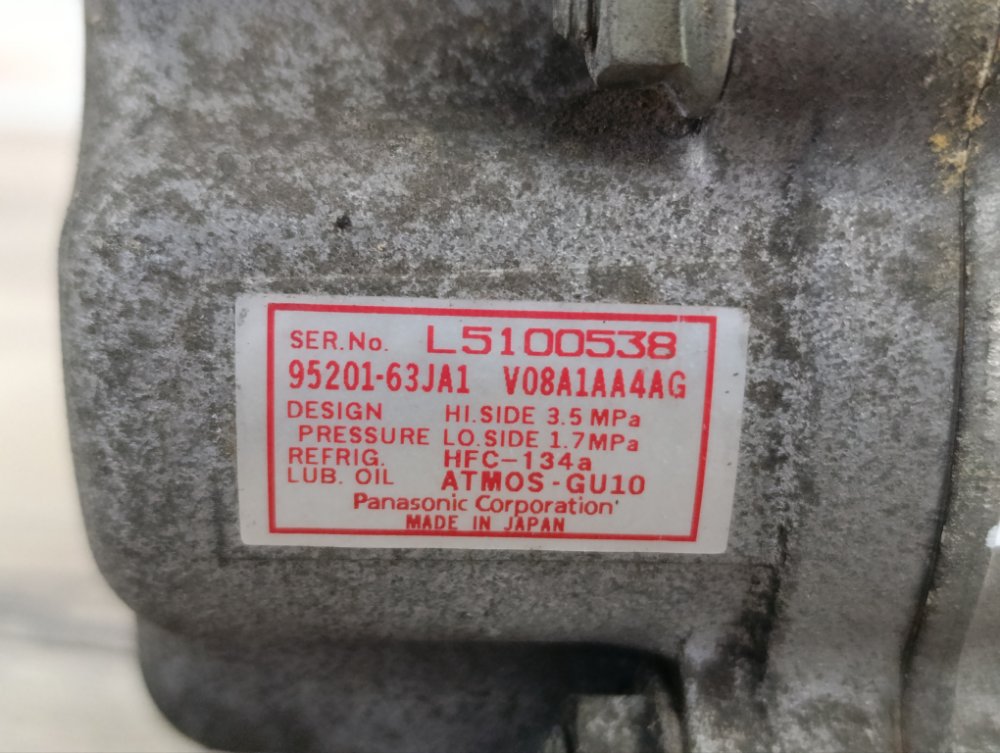 SER.No. L5100538
95201-63JA1 V08A1AA4AG
DESIGN HI.SIDE 3.5 MPa
PRESSURE LO.SIDE 1.7MPa
REFRIG. HFC-134a
LUB. OIL ATMOS-GU10
Panasonic Corporation
MADE IN JAPAN